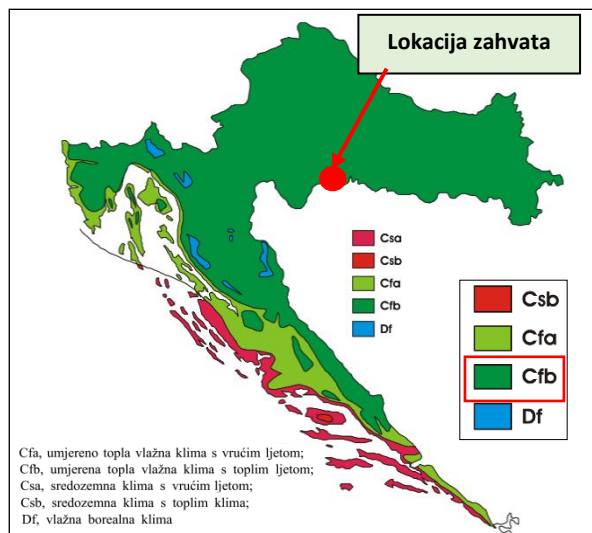 Lokacija zahvata
Csa
Csb
Cfa
Cfb
Df
Csb
Cfa
Cfb
Df
Cfa, umjereno topla vlažna klima s vrućim ljetom;
Cfb, umjerena topla vlažna klima s toplim ljetom;
Csa, sredozemna klima s vrućim ljetom;
Csb, sredozemna klima s toplim klima;
Df, vlažna borealna klima